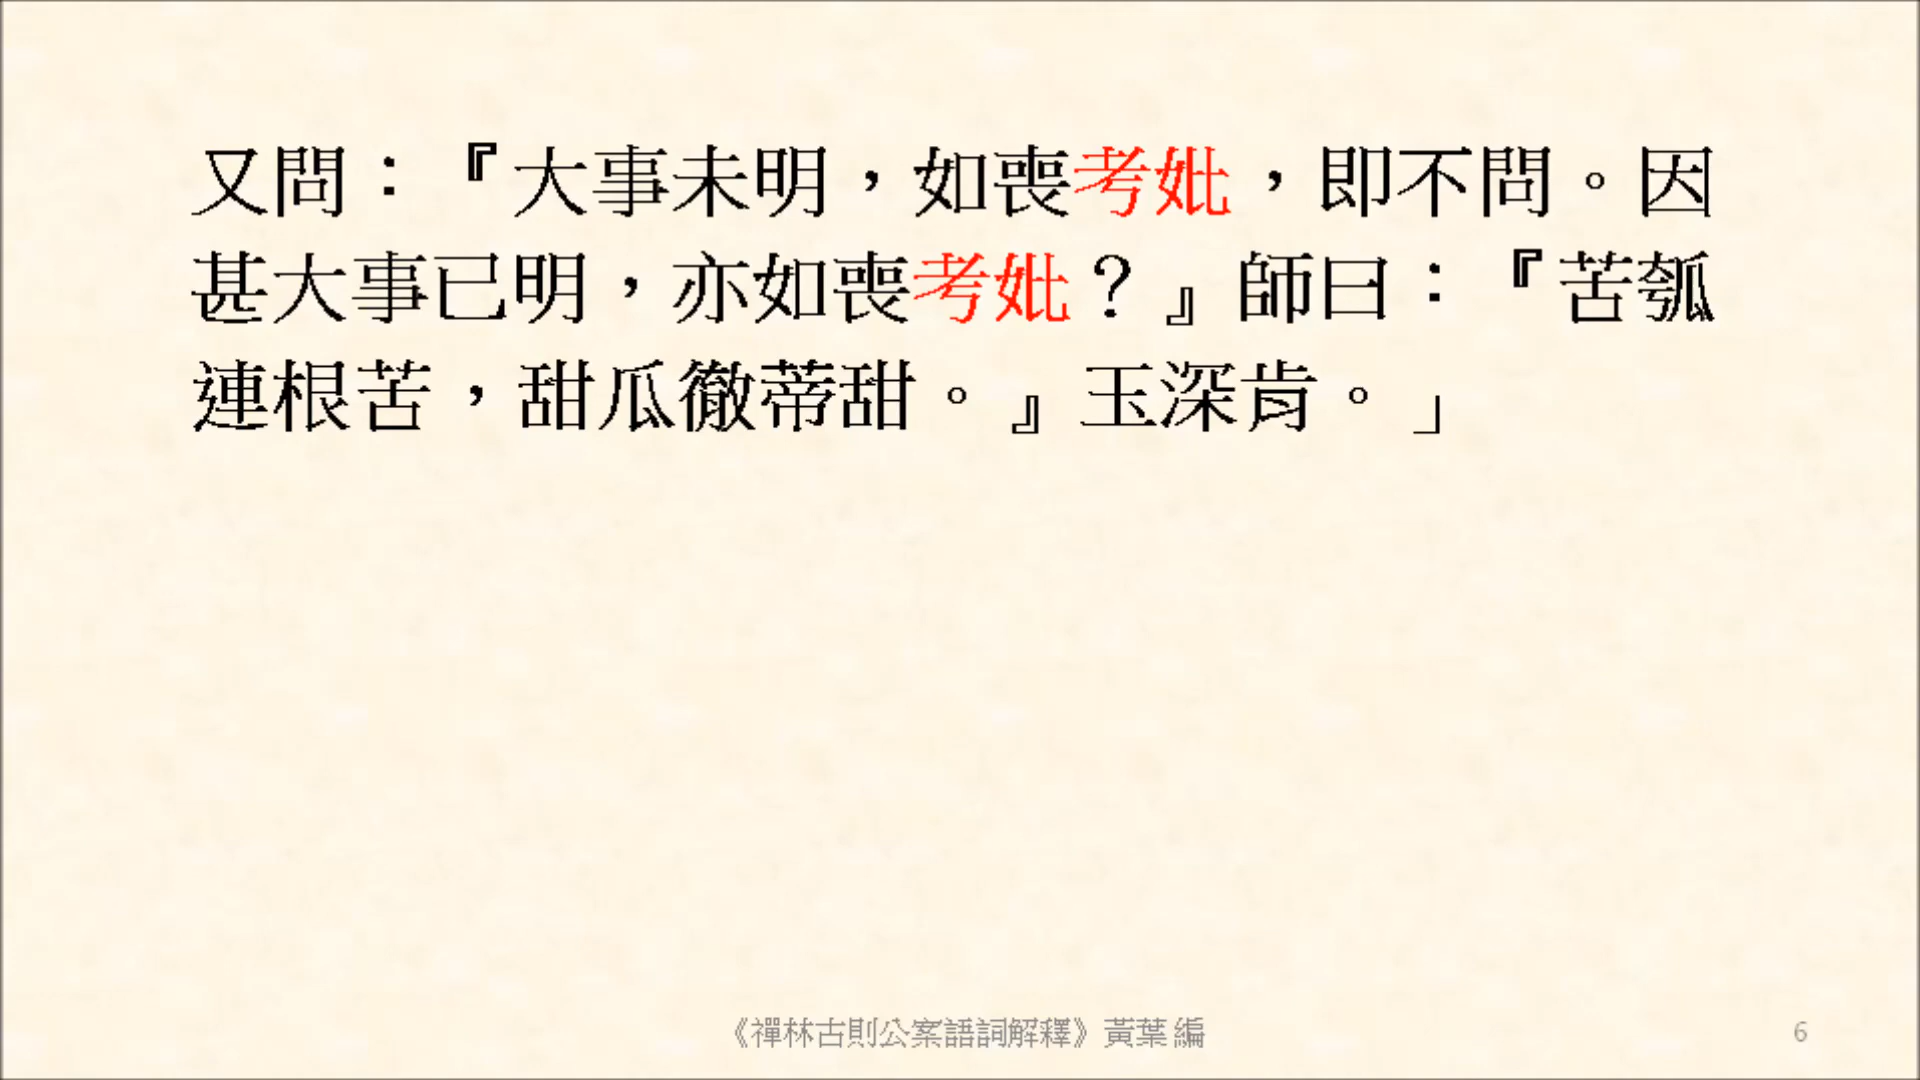 又問：『大事未明，如喪考妣，即不問。因
甚大事已明，亦如喪考妣？』師曰：『苦瓠
連根苦，甜瓜徹蒂甜。』玉深肯。」
《禪林古則公案語詞解釋》黃葉 編
6